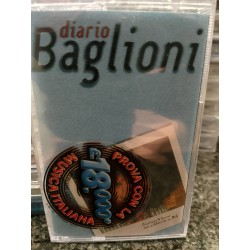 diario
Baglioni
PROVA CON LA
MUSICA ITALIANA
£ 18.000